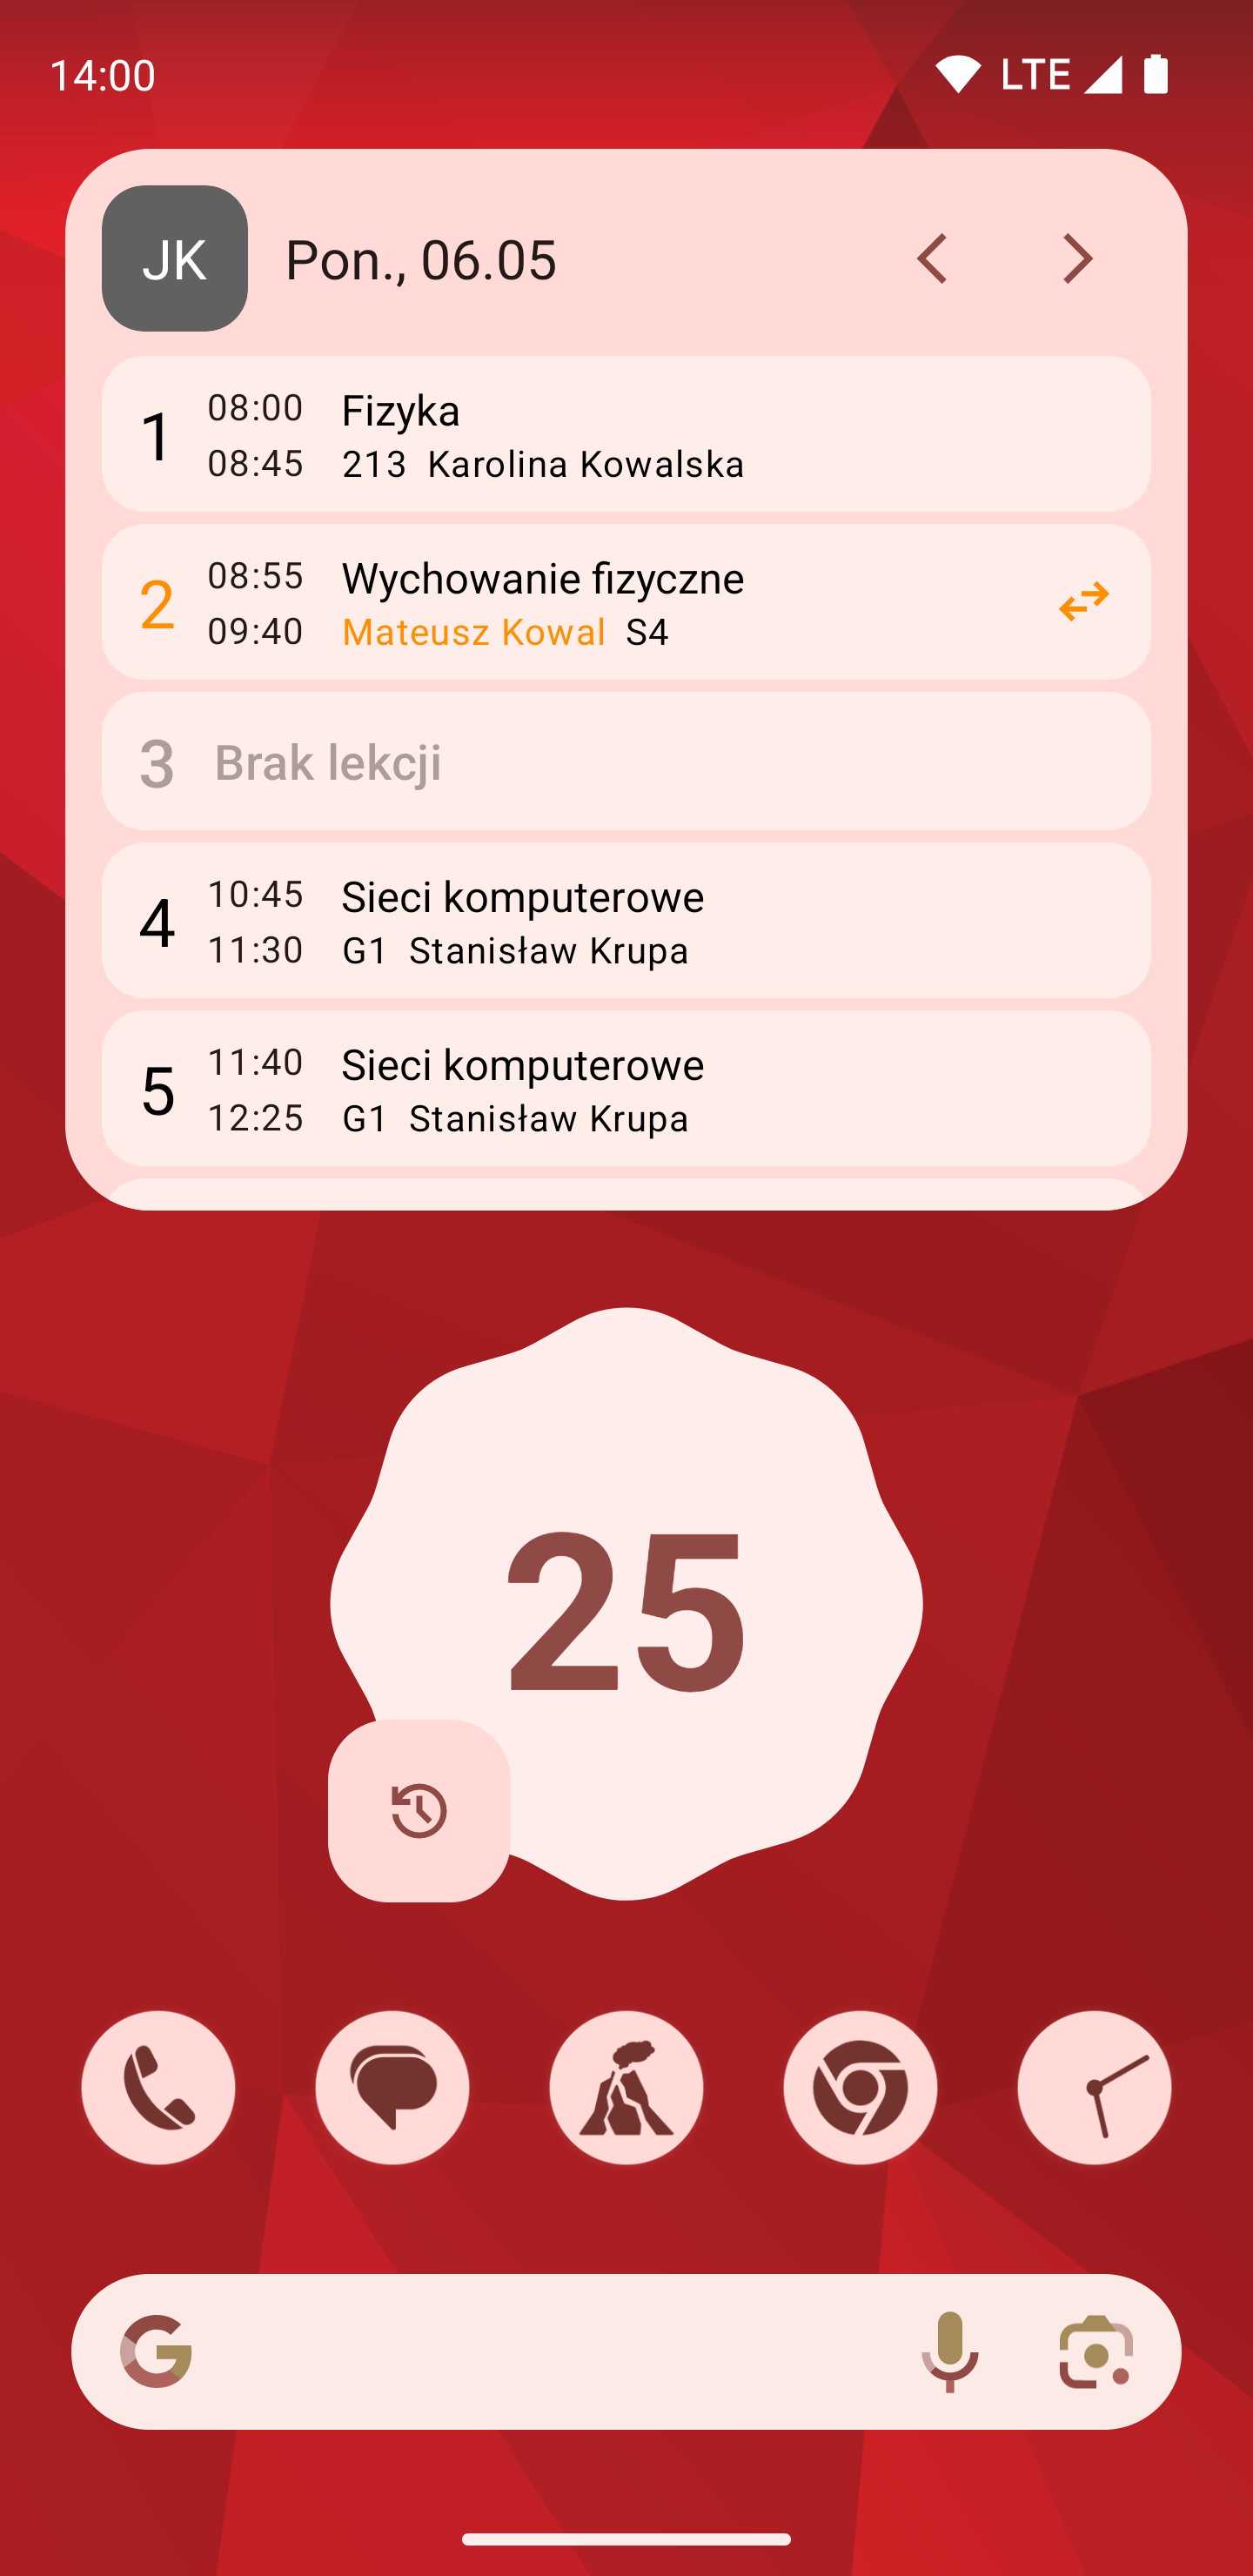 14:00 LTE
JK Pon., 06.05
1 08:00 Fizyka
08:45 213 Karolina Kowalska
2 08:55 Wychowanie fizyczne
09:40 Mateusz Kowal S4
3 Brak lekcji
4 10:45 Sieci komputerowe
11:30 G1 Stanisław Krupa
5 11:40 Sieci komputerowe
12:25 G1 Stanisław Krupa
25
G